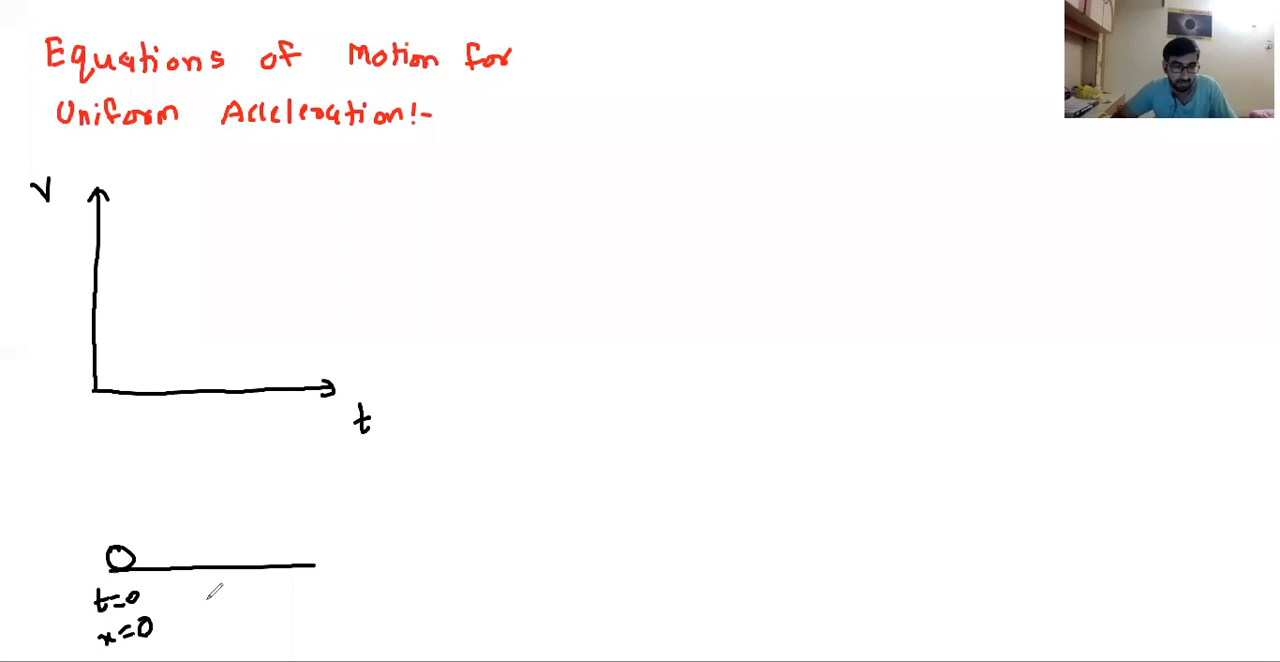 Equations of Motion for
Uniform Acceleration:-
V
t
t=0
x=0